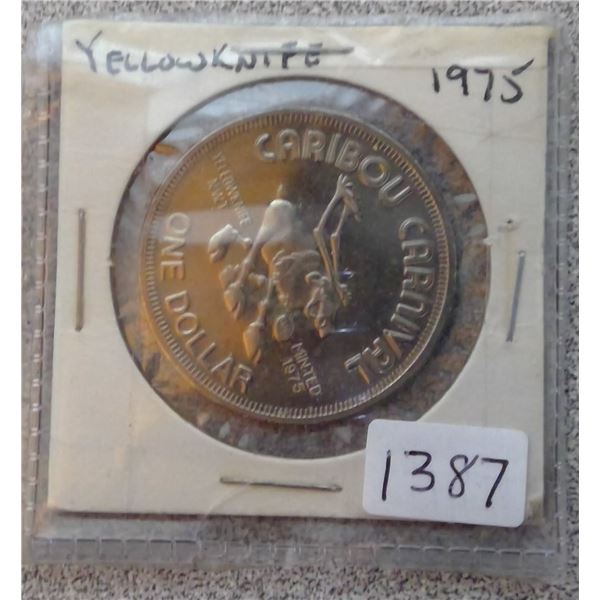 YELLOWKNIFE
1975
CARIBOU CARNIVAL
YELLOWKNIFE
ONE DOLLAR
MINTED
1975
1387